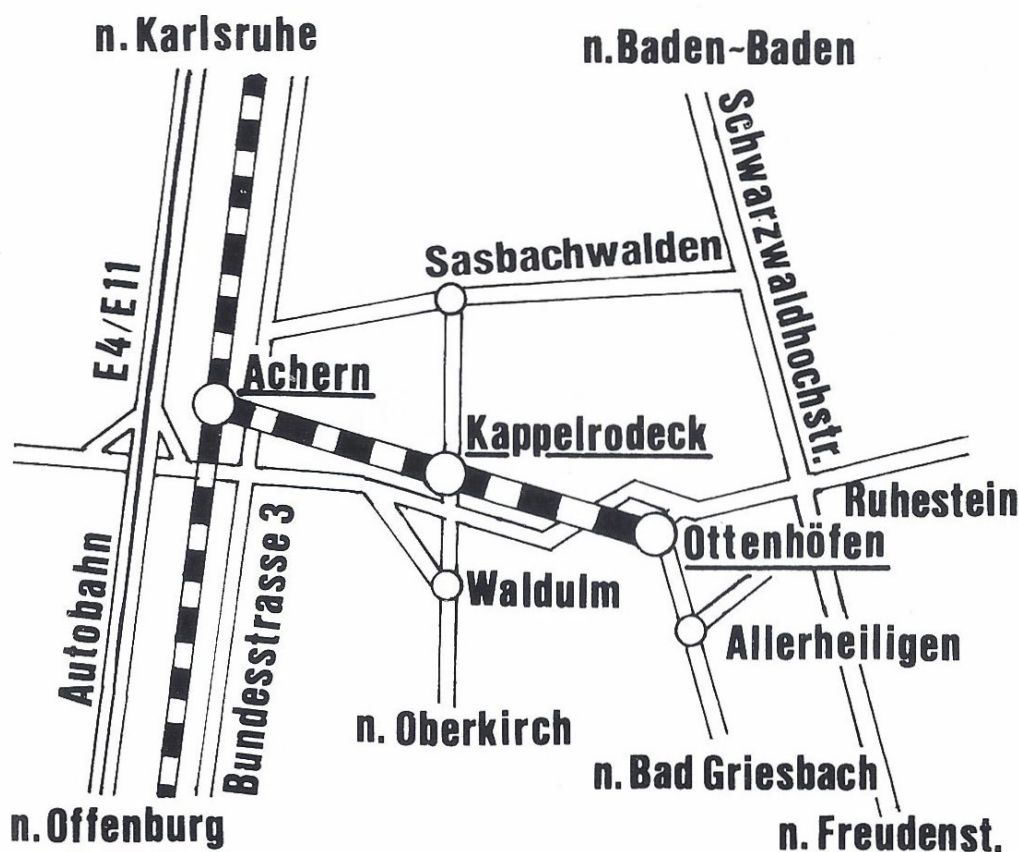 n. Karlsruhe
n. Baden~Baden
Schwarzwaldhochstr.
Sasbachwalden
E4/E11
Achern
Kappelrodeck
Ruhestein
Ottenhöfen
Autobahn
Bundesstrasse 3
Waldulm
Allerheiligen
n. Oberkirch
n. Bad Griesbach
n. Offenburg
n. Freudenst.